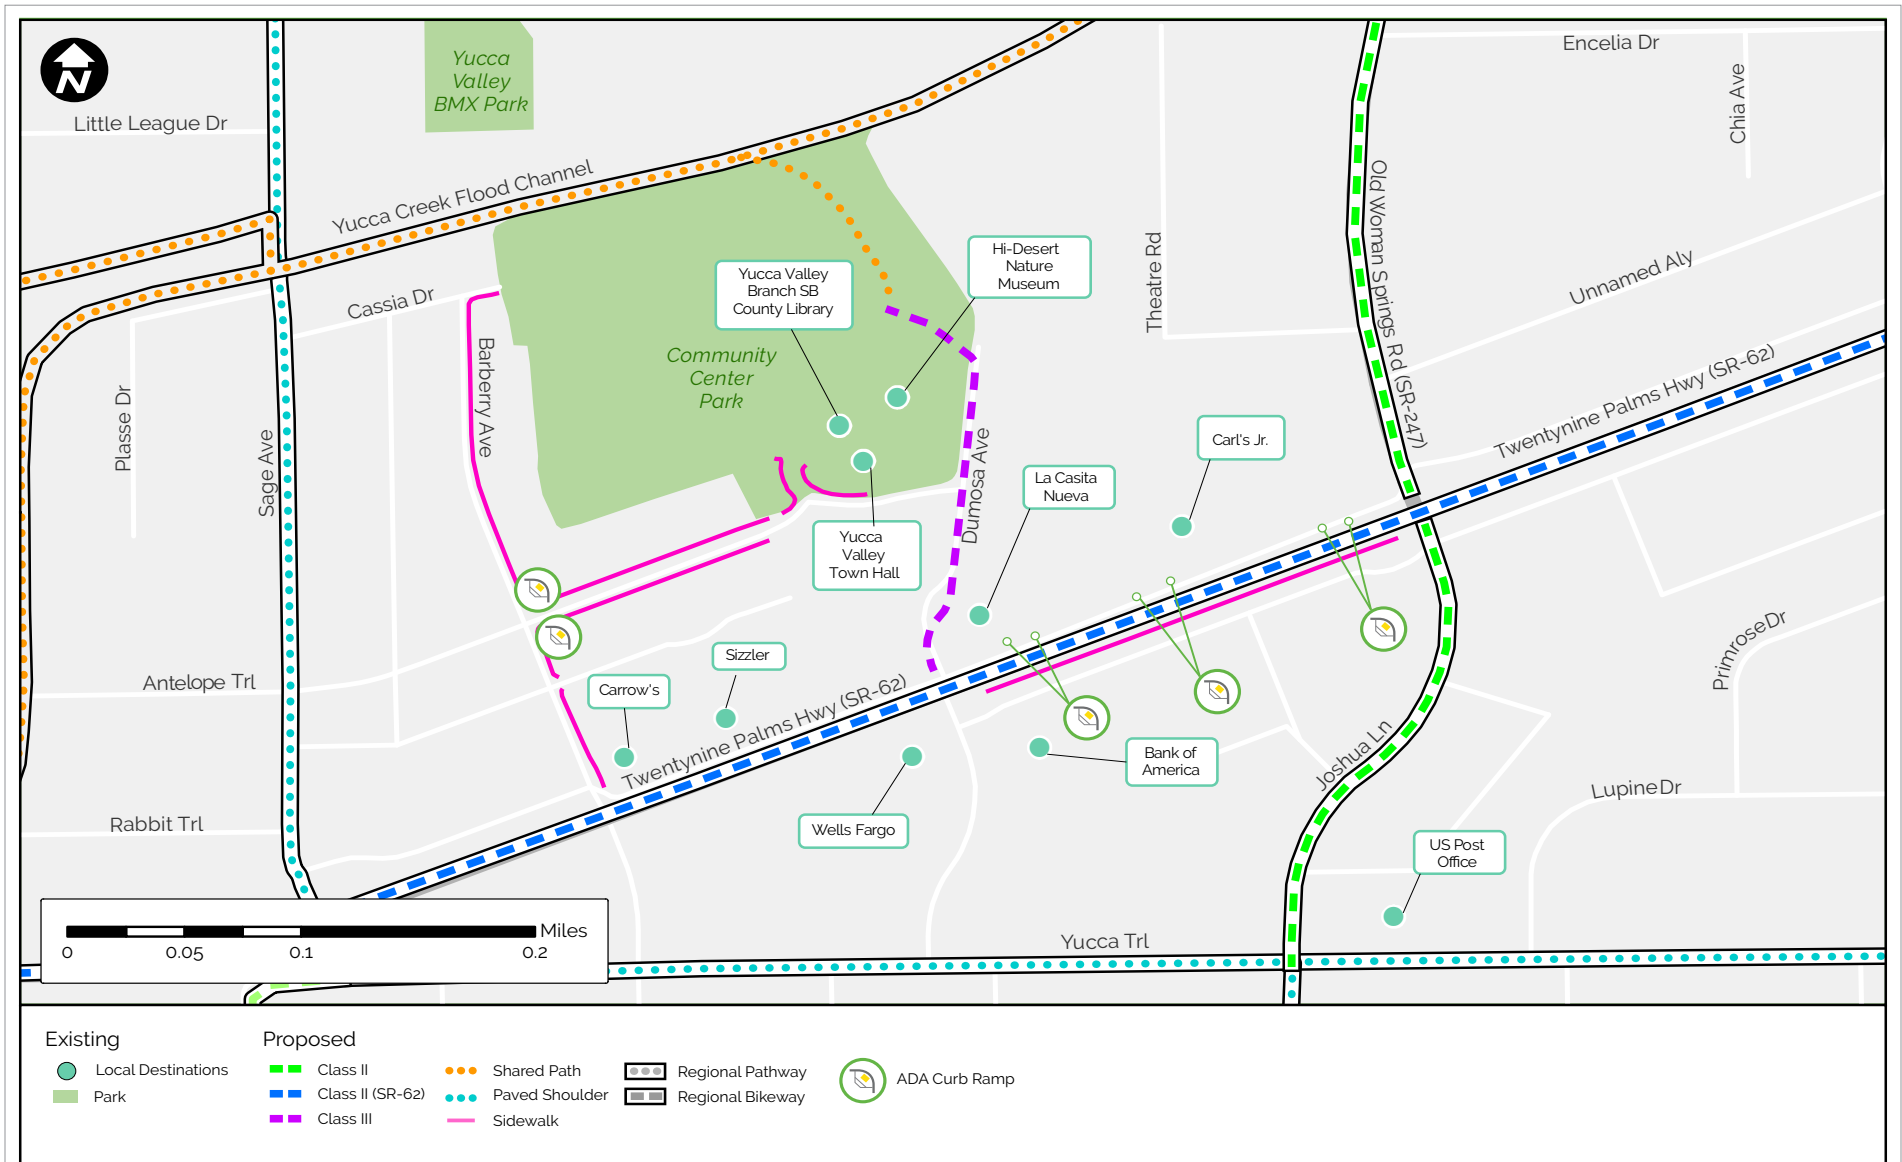 N
Yucca
Valley
BMX Park
Encelia Dr
Chia Ave
Little League Dr
Yucca Creek Flood Channel
Old Woman Springs Rd (SR-247)
Theatre Rd
Unnamed Aly
Hi-Desert
Nature
Museum
Yucca Valley
Branch SB
County Library
Cassia Dr
Barberry Ave
Community
Center
Park
Plasse Dr
Sage Ave
Dumosa Ave
Twentynine Palms Hwy (SR-62)
Carl's Jr.
La Casita
Nueva
Yucca
Valley
Town Hall
Primrose Dr
Antelope Trl
Sizzler
Carrow's
Twentynine Palms Hwy (SR-62)
Bank of
America
Joshua Ln
Lupine Dr
Rabbit Trl
Wells Fargo
US Post
Office
Yucca Trl
Miles
0 0.05 0.1 0.2
Existing
Local Destinations
Park
Proposed
Class II
Class II (SR-62)
Class III
Shared Path
Paved Shoulder
Sidewalk
Regional Pathway
Regional Bikeway
ADA Curb Ramp